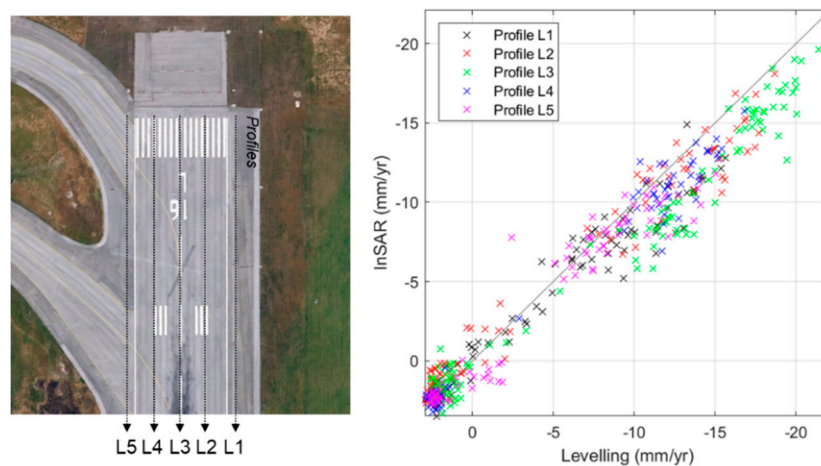 Profiles
L5 L4 L3 L2 L1
Profile L1
Profile L2
Profile L3
Profile L4
Profile L5
-20
-15
-10
-5
0
InSAR (mm/yr)
0 -5 -10 -15 -20
Levelling (mm/yr)